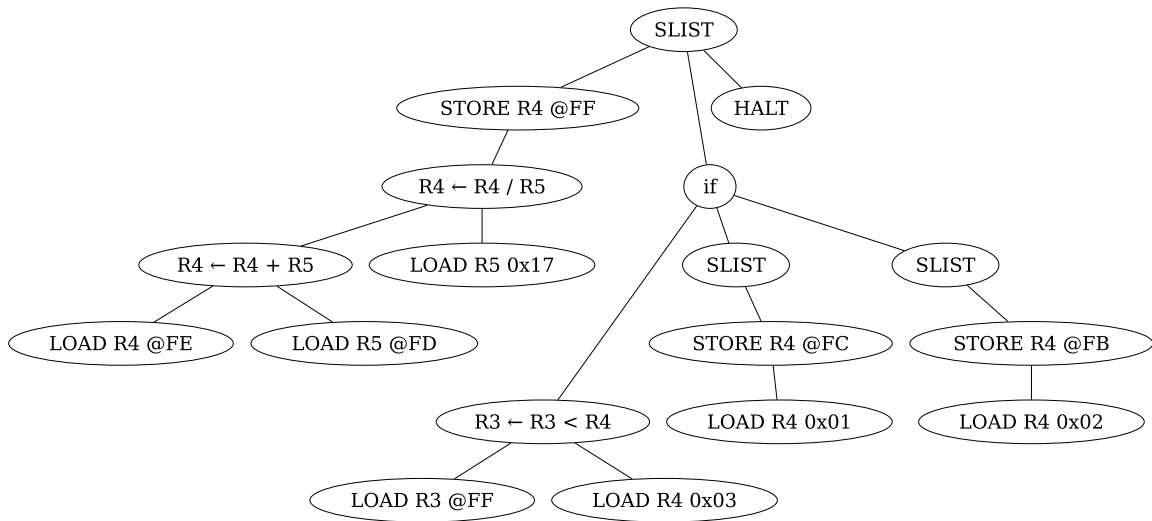 SLIST
STORE R4 @FF
HALT
R4 ← R4 / R5
if
R4 ← R4 + R5
LOAD R5 0x17
SLIST
SLIST
LOAD R4 @FE
LOAD R5 @FD
STORE R4 @FC
STORE R4 @FB
R3 ← R3 < R4
LOAD R4 0x01
LOAD R4 0x02
LOAD R3 @FF
LOAD R4 0x03